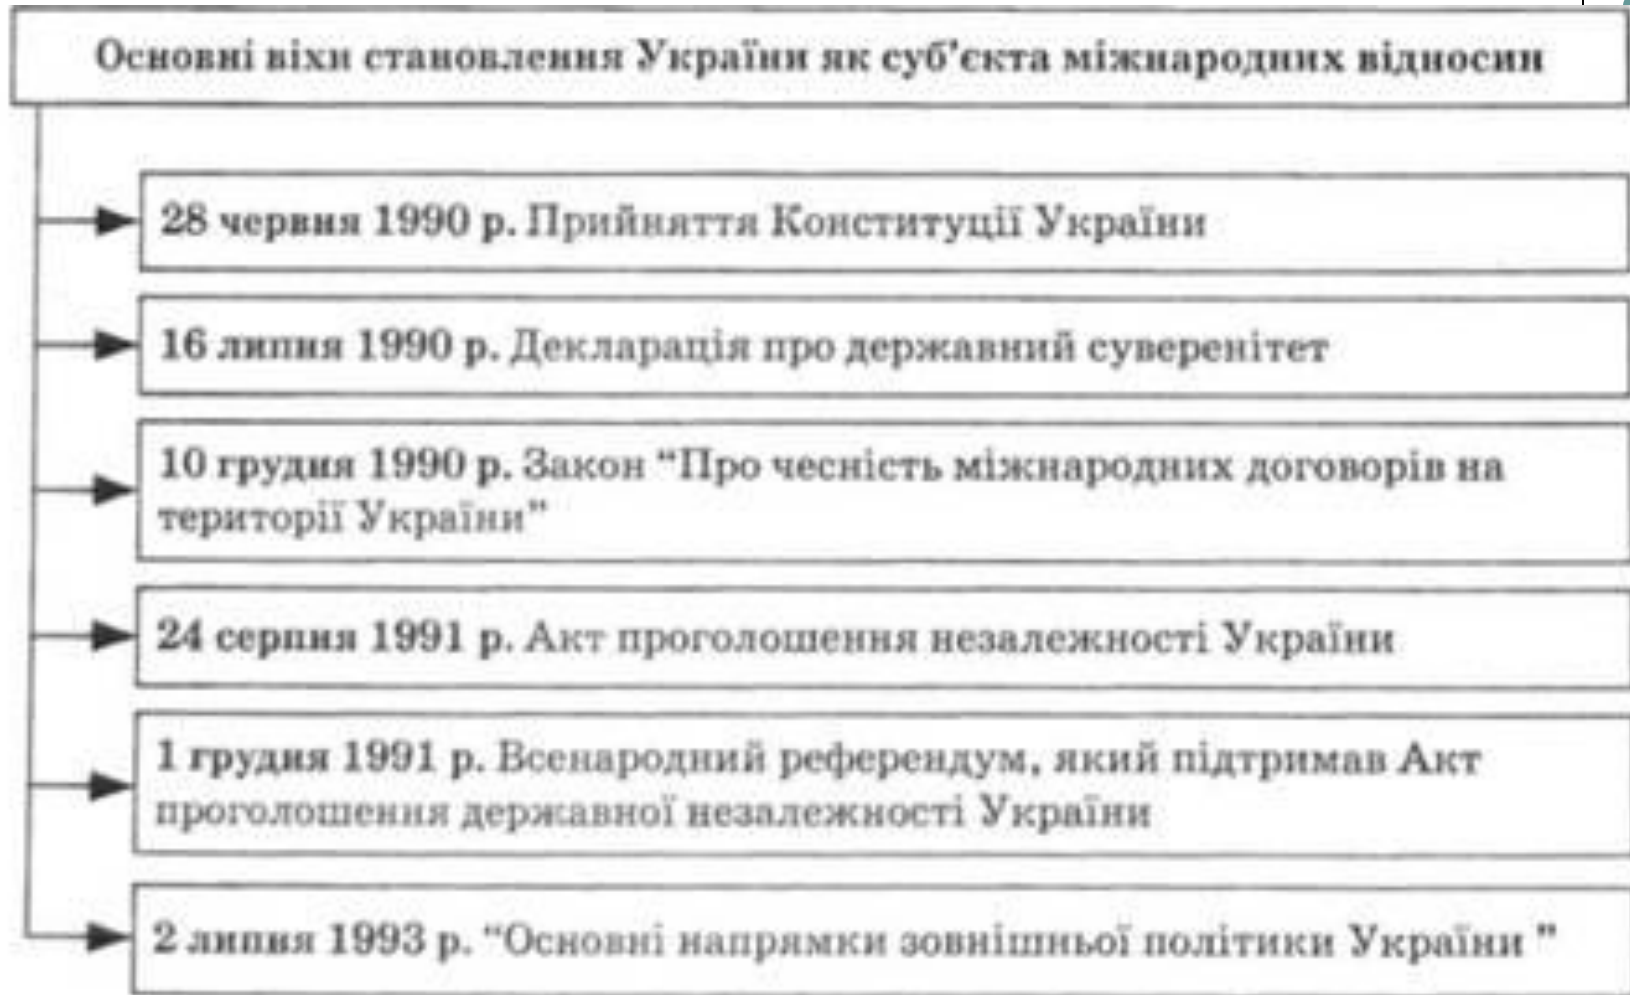 Основні віхи становлення України як суб'єкта міжнародних відносин
28 червня 1990 р. Прийняття Конституції України
16 липня 1990 р. Декларація про державний суверенітет
10 грудня 1990 р. Закон “Про чесність міжнародних договорів на
території України”
24 серпня 1991 р. Акт проголошення незалежності України
1 грудня 1991 р. Всенародний референдум, який підтримав Акт
проголошення державної незалежності України
2 липня 1993 р. “Основні напрямки зовнішньої політики України ”